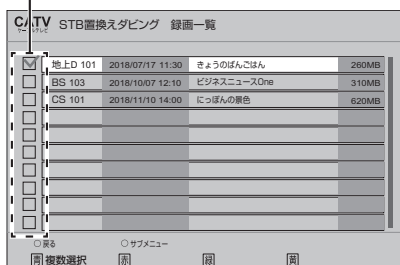 CATV STB置換えダビング 録画一覧
ケーブルテレビ
地上D 101 2018/07/17 11:30 きょうのばんごはん 260MB
BS 103 2018/10/07 12:10 ビジネスニュースOne 310MB
CS 101 2018/11/10 14:00 にっぽんの景色 620MB
戻る サブメニュー
青 複数選択 赤 緑 黄